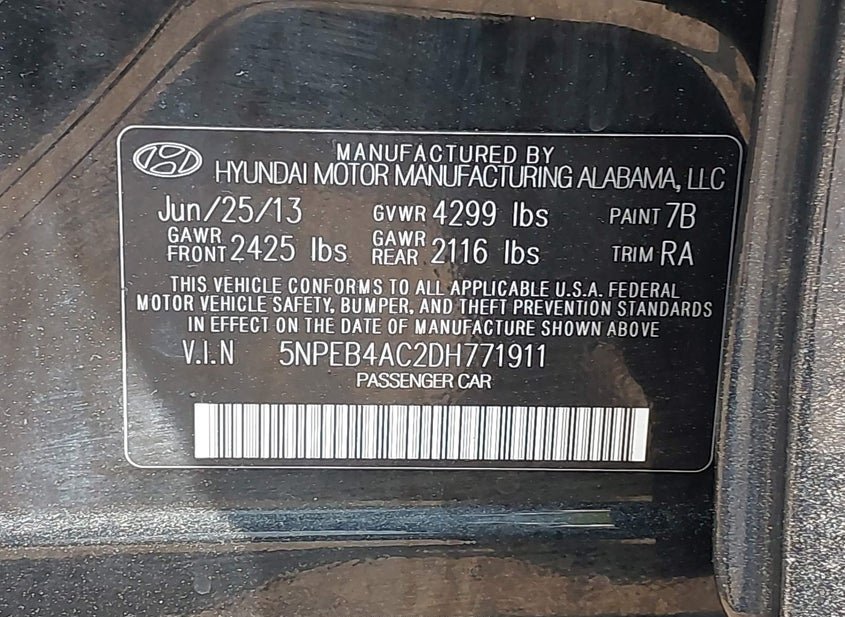 MANUFACTURED BY
HYUNDAI MOTOR MANUFACTURING ALABAMA, LLC
Jun/25/13 GVWR 4299 lbs PAINT 7B
GAWR FRONT 2425 lbs GAWR REAR 2116 lbs TRIM RA
THIS VEHICLE CONFORMS TO ALL APPLICABLE U.S.A. FEDERAL
MOTOR VEHICLE SAFETY, BUMPER, AND THEFT PREVENTION STANDARDS
IN EFFECT ON THE DATE OF MANUFACTURE SHOWN ABOVE
V.I.N 5NPEB4AC2DH771911
PASSENGER CAR